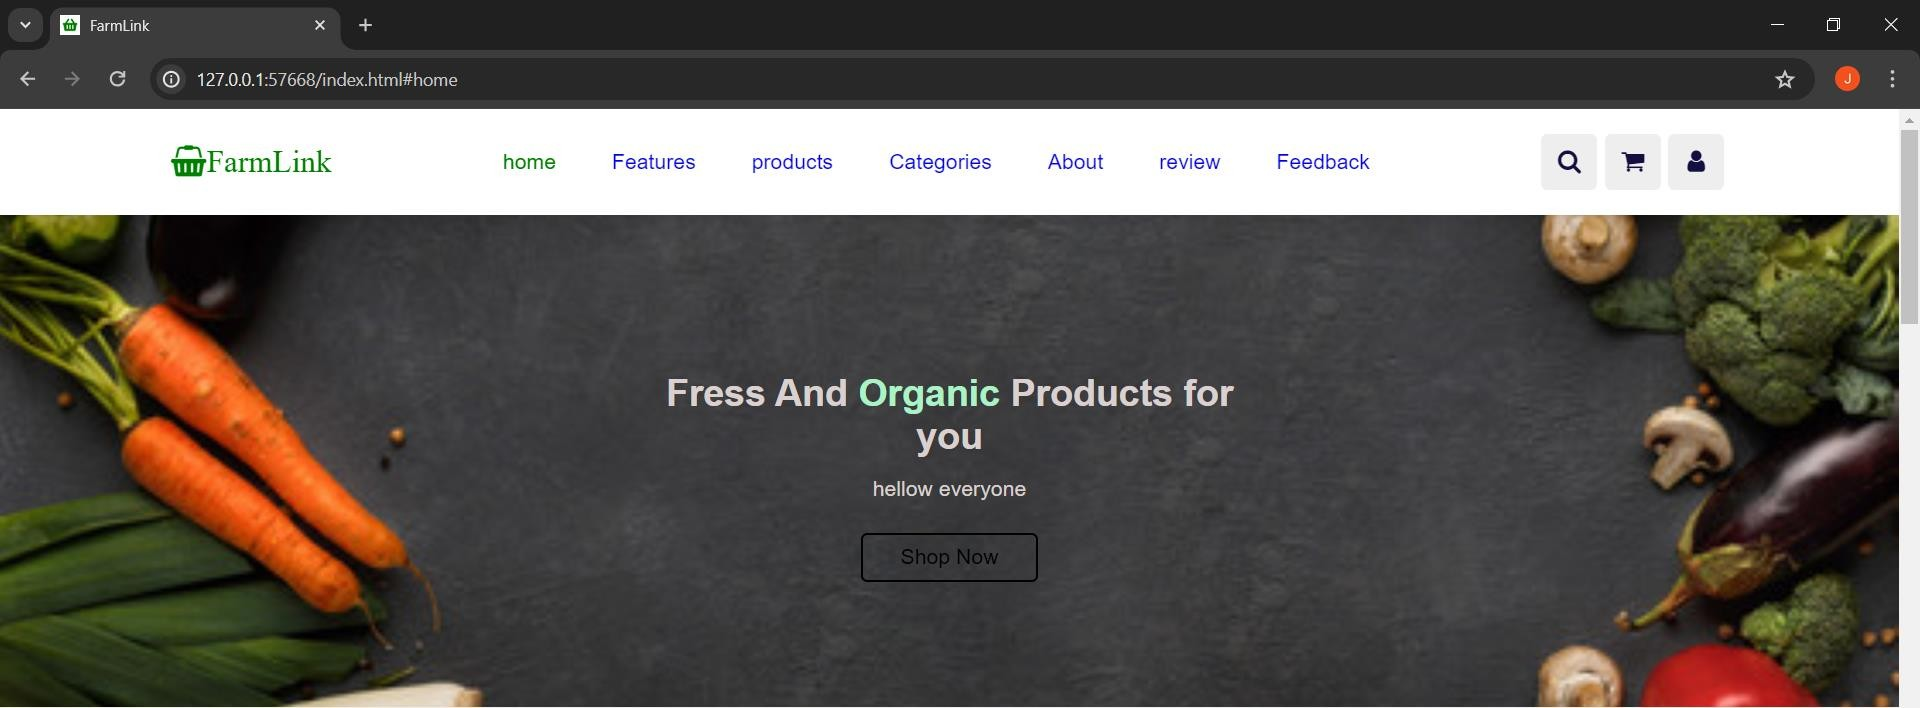 FarmLink
127.0.0.1:57668/index.html#home
J
FarmLink home Features products Categories About review Feedback
Fress And Organic Products for
you
hellow everyone
Shop Now